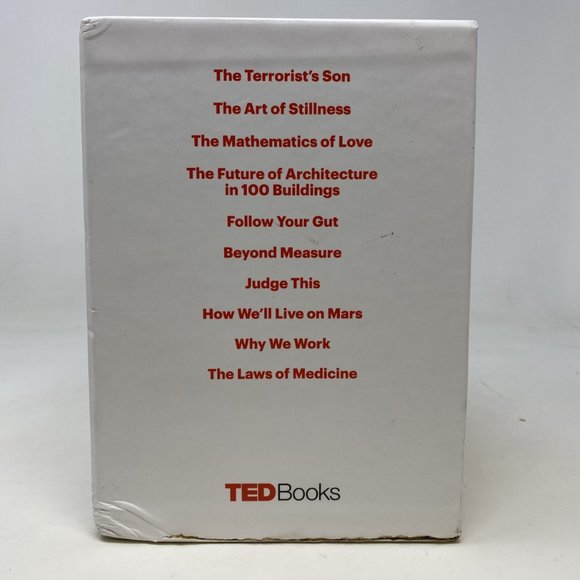 The Terrorist's Son
The Art of Stillness
The Mathematics of Love
The Future of Architecture
in 100 Buildings
Follow Your Gut
Beyond Measure
Judge This
How We'll Live on Mars
Why We Work
The Laws of Medicine
TEDBooks